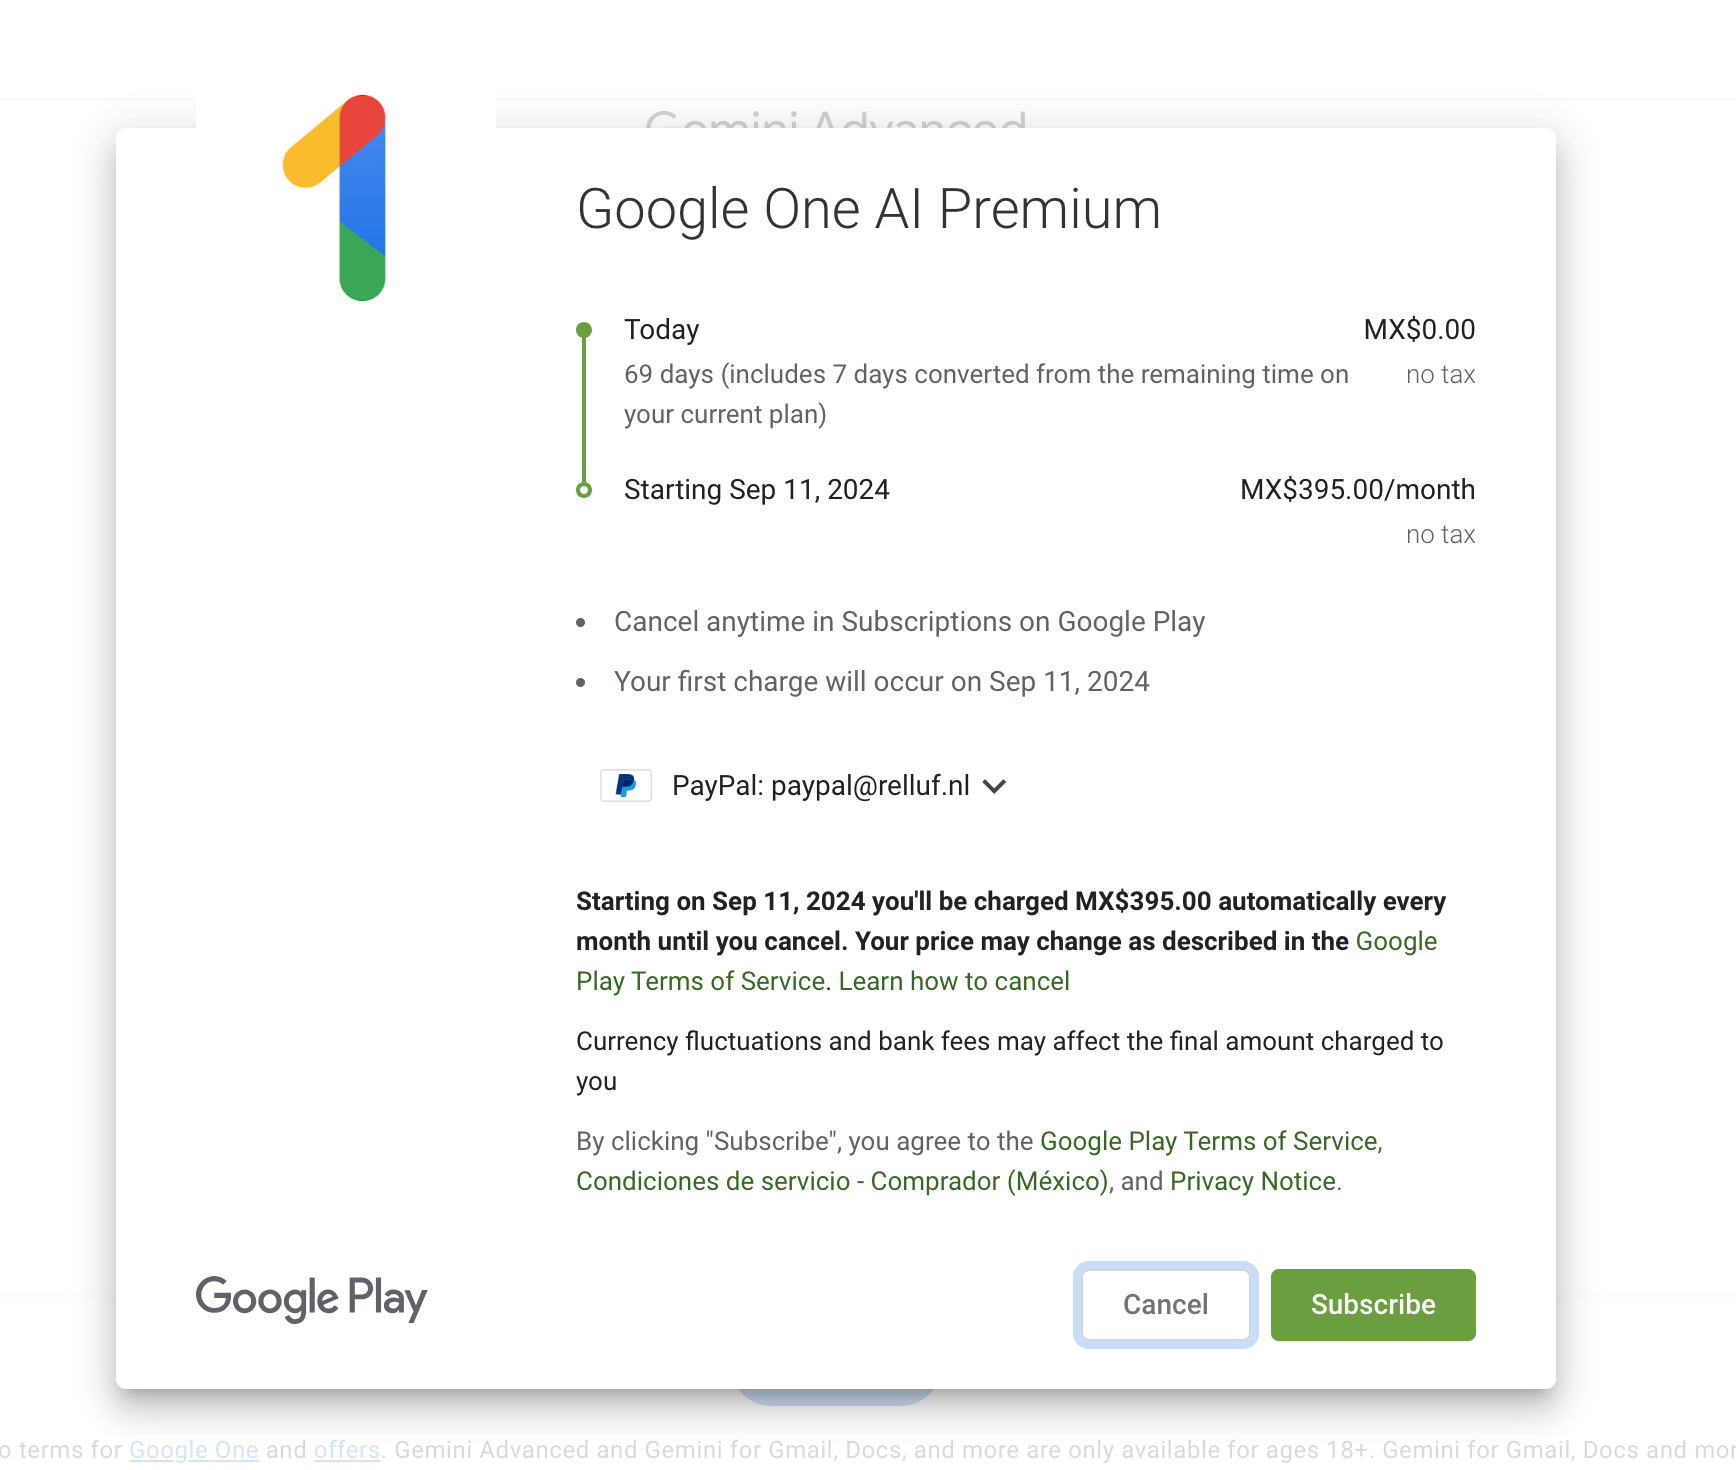 Gemini Advanced
Google One AI Premium
Today MX$0.00
69 days (includes 7 days converted from the remaining time on no tax
your current plan)
Starting Sep 11, 2024 MX$395.00/month
no tax
• Cancel anytime in Subscriptions on Google Play
• Your first charge will occur on Sep 11, 2024
PayPal: paypal@relluf.nl
Starting on Sep 11, 2024 you'll be charged MX$395.00 automatically every
month until you cancel. Your price may change as described in the Google
Play Terms of Service. Learn how to cancel
Currency fluctuations and bank fees may affect the final amount charged to
you
By clicking "Subscribe", you agree to the Google Play Terms of Service,
Condiciones de servicio - Comprador (México), and Privacy Notice.
Google Play
Cancel Subscribe
o terms for Google One and offers. Gemini Advanced and Gemini for Gmail, Docs, and more are only available for ages 18+. Gemini for Gmail, Docs and mor